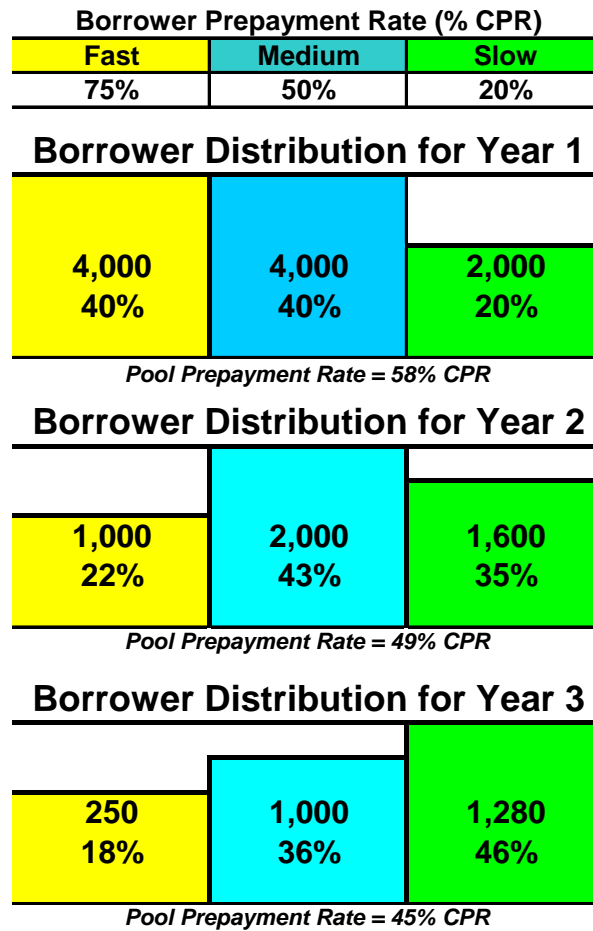 Borrower Prepayment Rate (% CPR)
Fast Medium Slow
75% 50% 20%
Borrower Distribution for Year 1
4,000 4,000 2,000
40% 40% 20%
Pool Prepayment Rate = 58% CPR
Borrower Distribution for Year 2
1,000 2,000 1,600
22% 43% 35%
Pool Prepayment Rate = 49% CPR
Borrower Distribution for Year 3
250 1,000 1,280
18% 36% 46%
Pool Prepayment Rate = 45% CPR